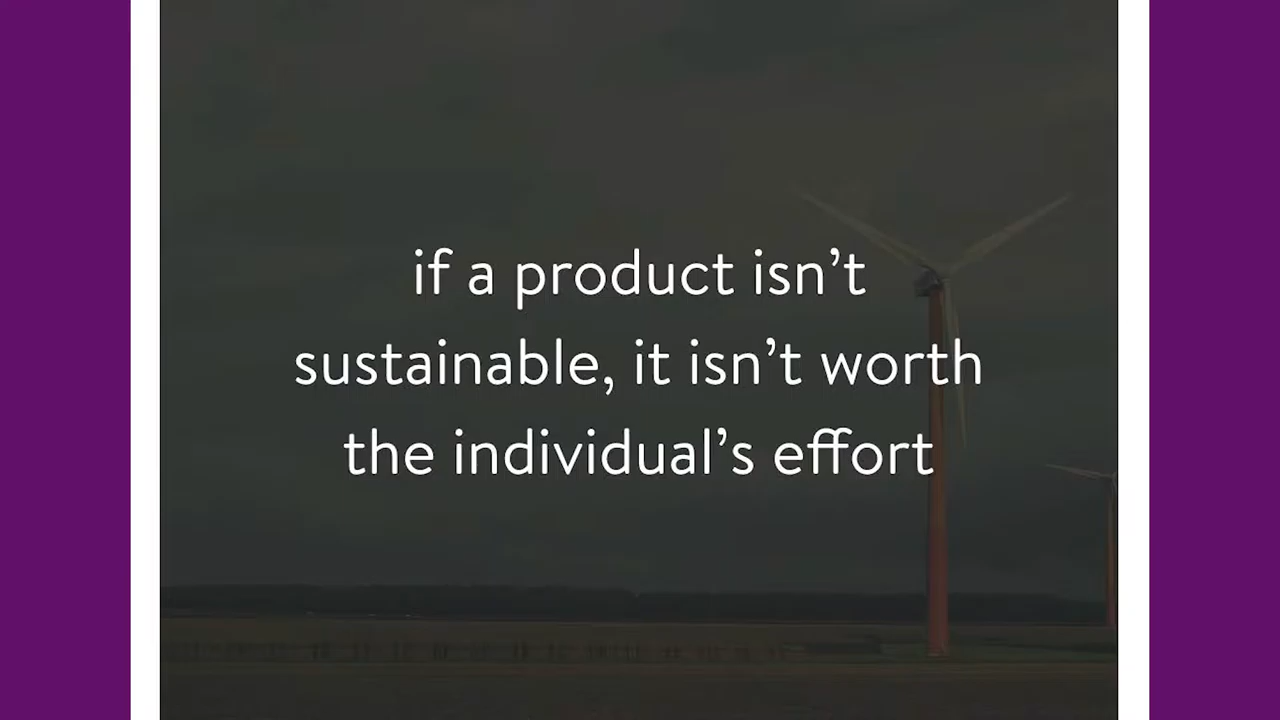 if a product isn’t
sustainable, it isn’t worth
the individual’s effort